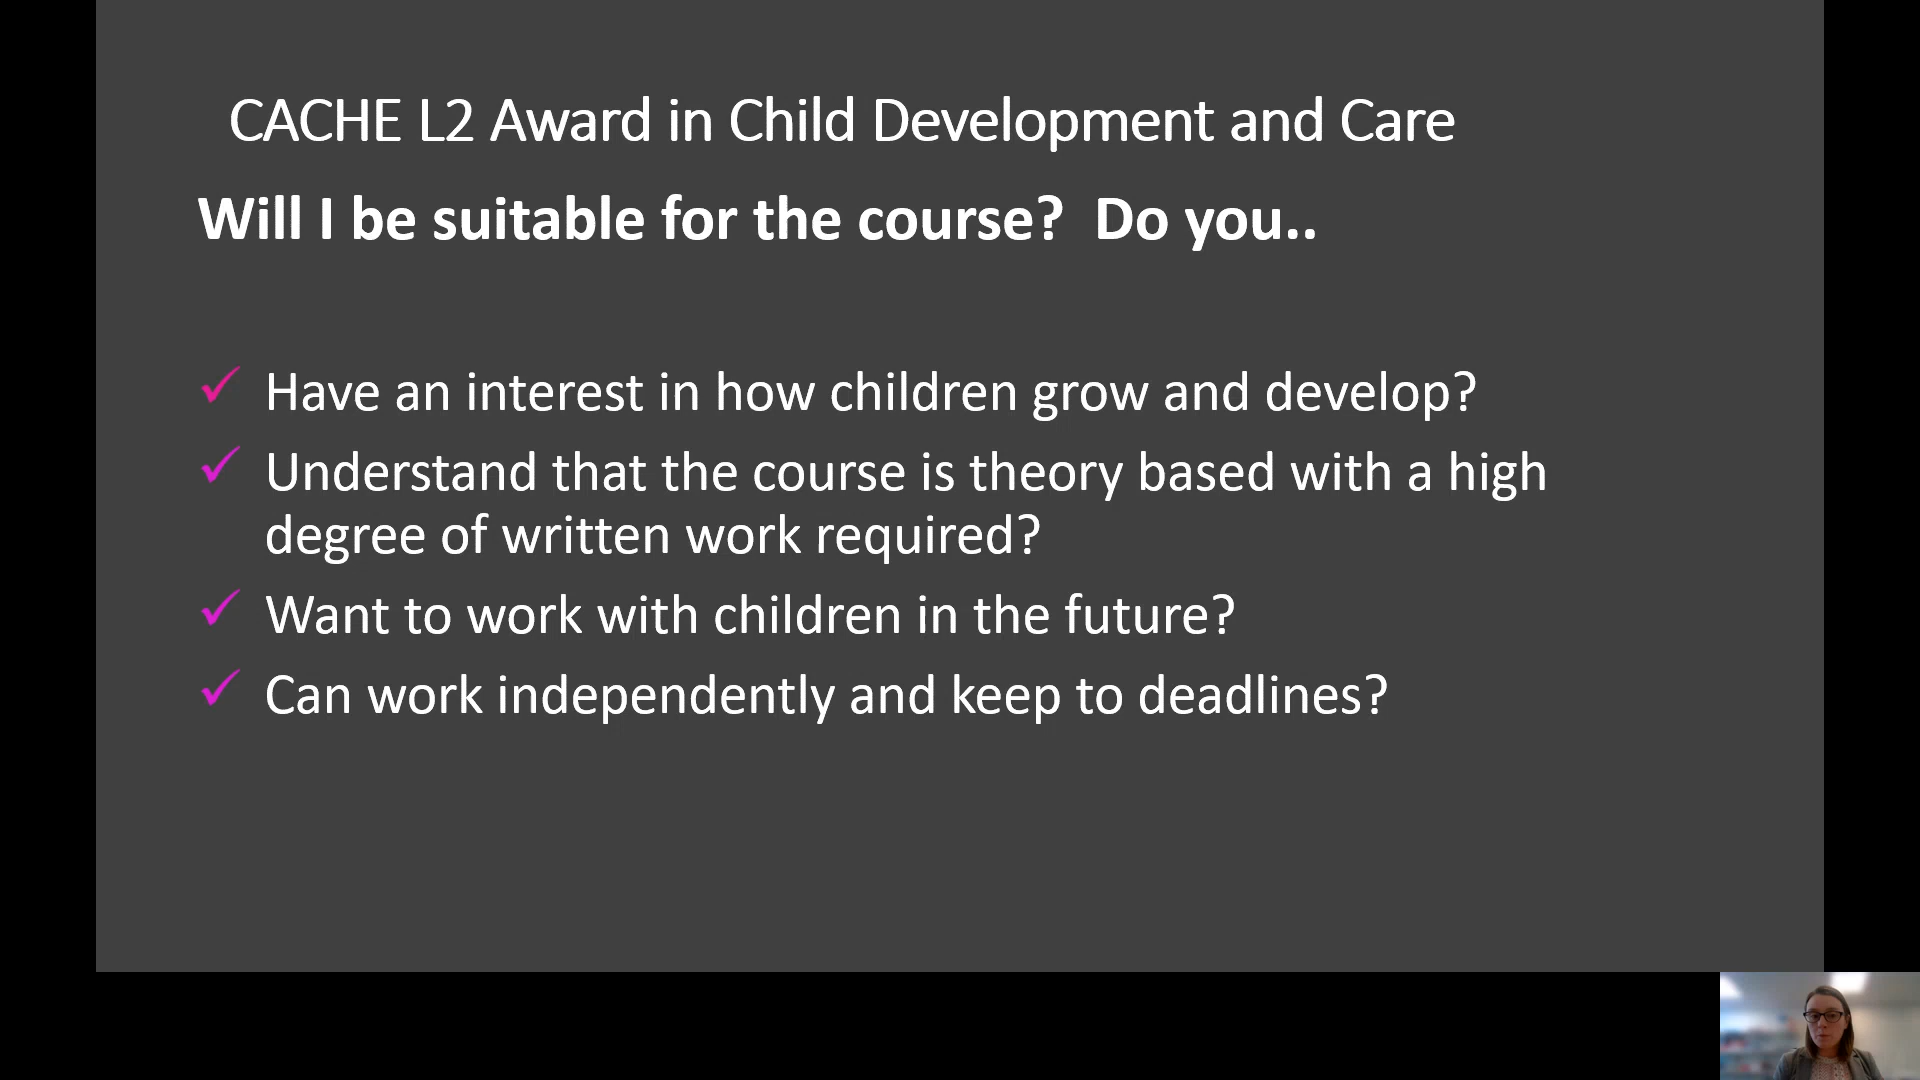 CACHE L2 Award in Child Development and Care
Will I be suitable for the course?  Do you..
Have an interest in how children grow and develop?
Understand that the course is theory based with a high
degree of written work required?
Want to work with children in the future?
Can work independently and keep to deadlines?